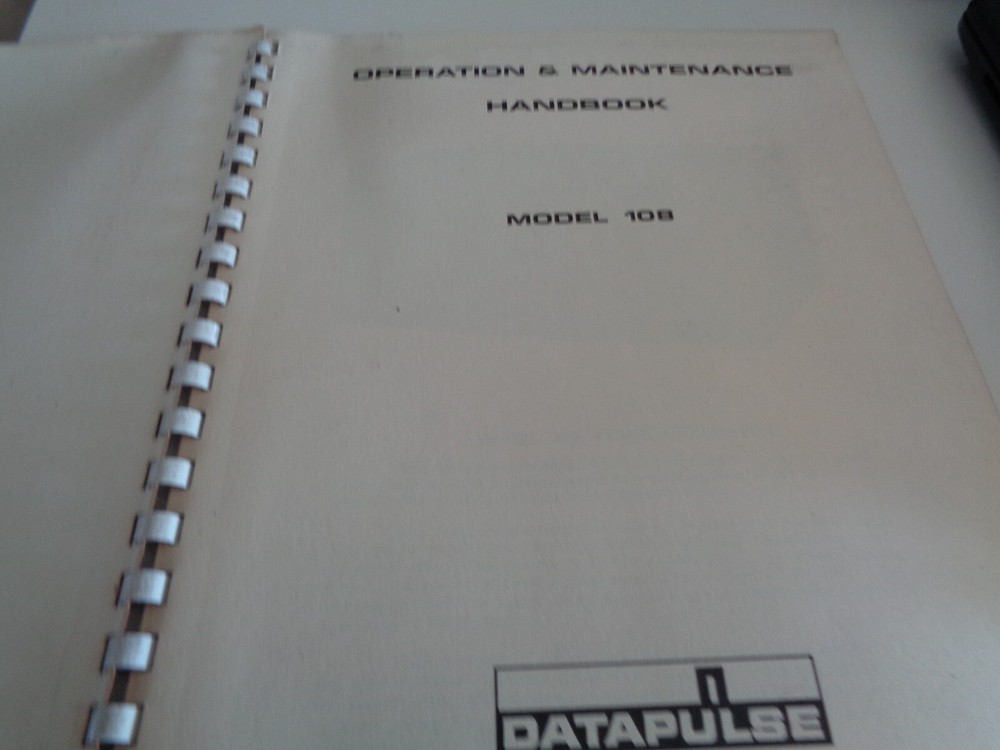 OPERATION & MAINTENANCE
HANDBOOK
MODEL 108
DATAPULSE